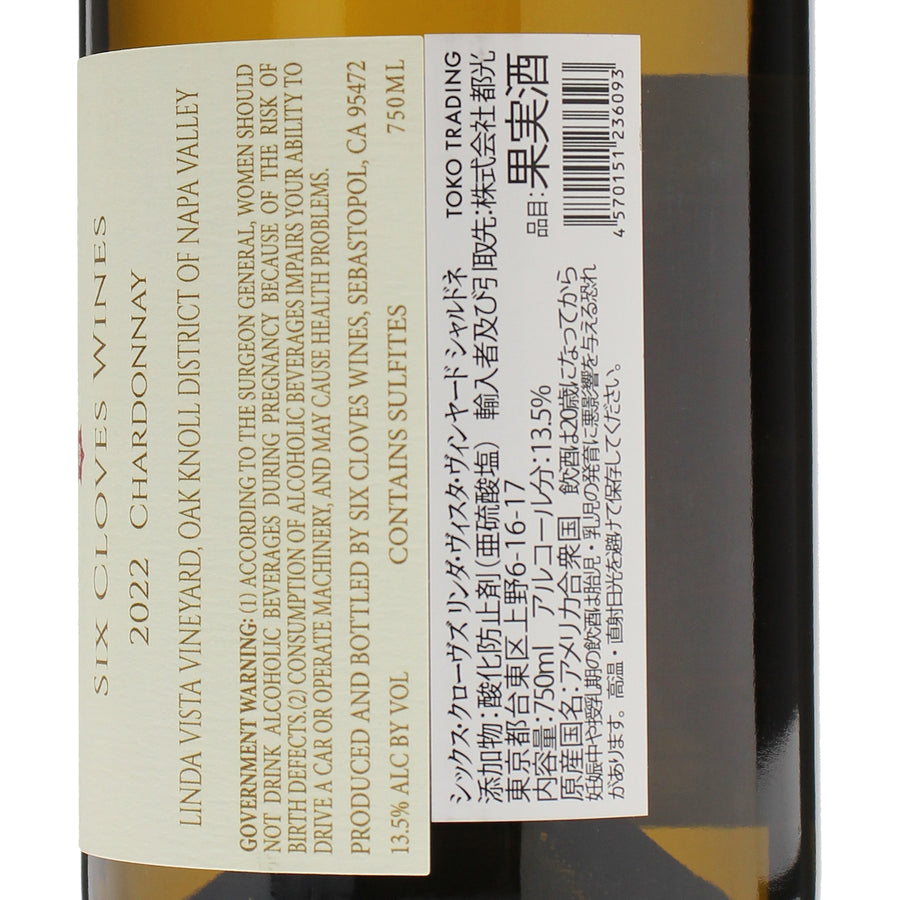 SIX CLOVES WINES
2022 CHARDONNAY
LINDA VISTA VINEYARD, OAK KNOLL DISTRICT OF NAPA VALLEY
GOVERNMENT WARNING: (1) ACCORDING TO THE SURGEON GENERAL, WOMEN SHOULD
NOT DRINK ALCOHOLIC BEVERAGES DURING PREGNANCY BECAUSE OF THE RISK OF
BIRTH DEFECTS.(2) CONSUMPTION OF ALCOHOLIC BEVERAGES IMPAIRS YOUR ABILITY TO
DRIVE A CAR OR OPERATE MACHINERY, AND MAY CAUSE HEALTH PROBLEMS.
PRODUCED AND BOTTLED BY SIX CLOVES WINES, SEBASTOPOL, CA 95472
13.5% ALC BY VOL CONTAINS SULFITES 750ML
シックス・クローヴズ リンダ・ヴィスタ・ヴィンヤード シャルドネ TOKO TRADING
添加物:酸化防止剤(亜硫酸塩) 輸入者及び引取先:株式会社 都光
東京都台東区上野6-16-17
内容量:750ml アルコール分:13.5%
品目:果実酒
原産国名:アメリカ合衆国 飲酒は20歳になってから
妊娠中や授乳期の飲酒は胎児・乳児の発育に悪影響を与える恐れ
があります。高温・直射日光を避けて保存してください。
4 570151 236093